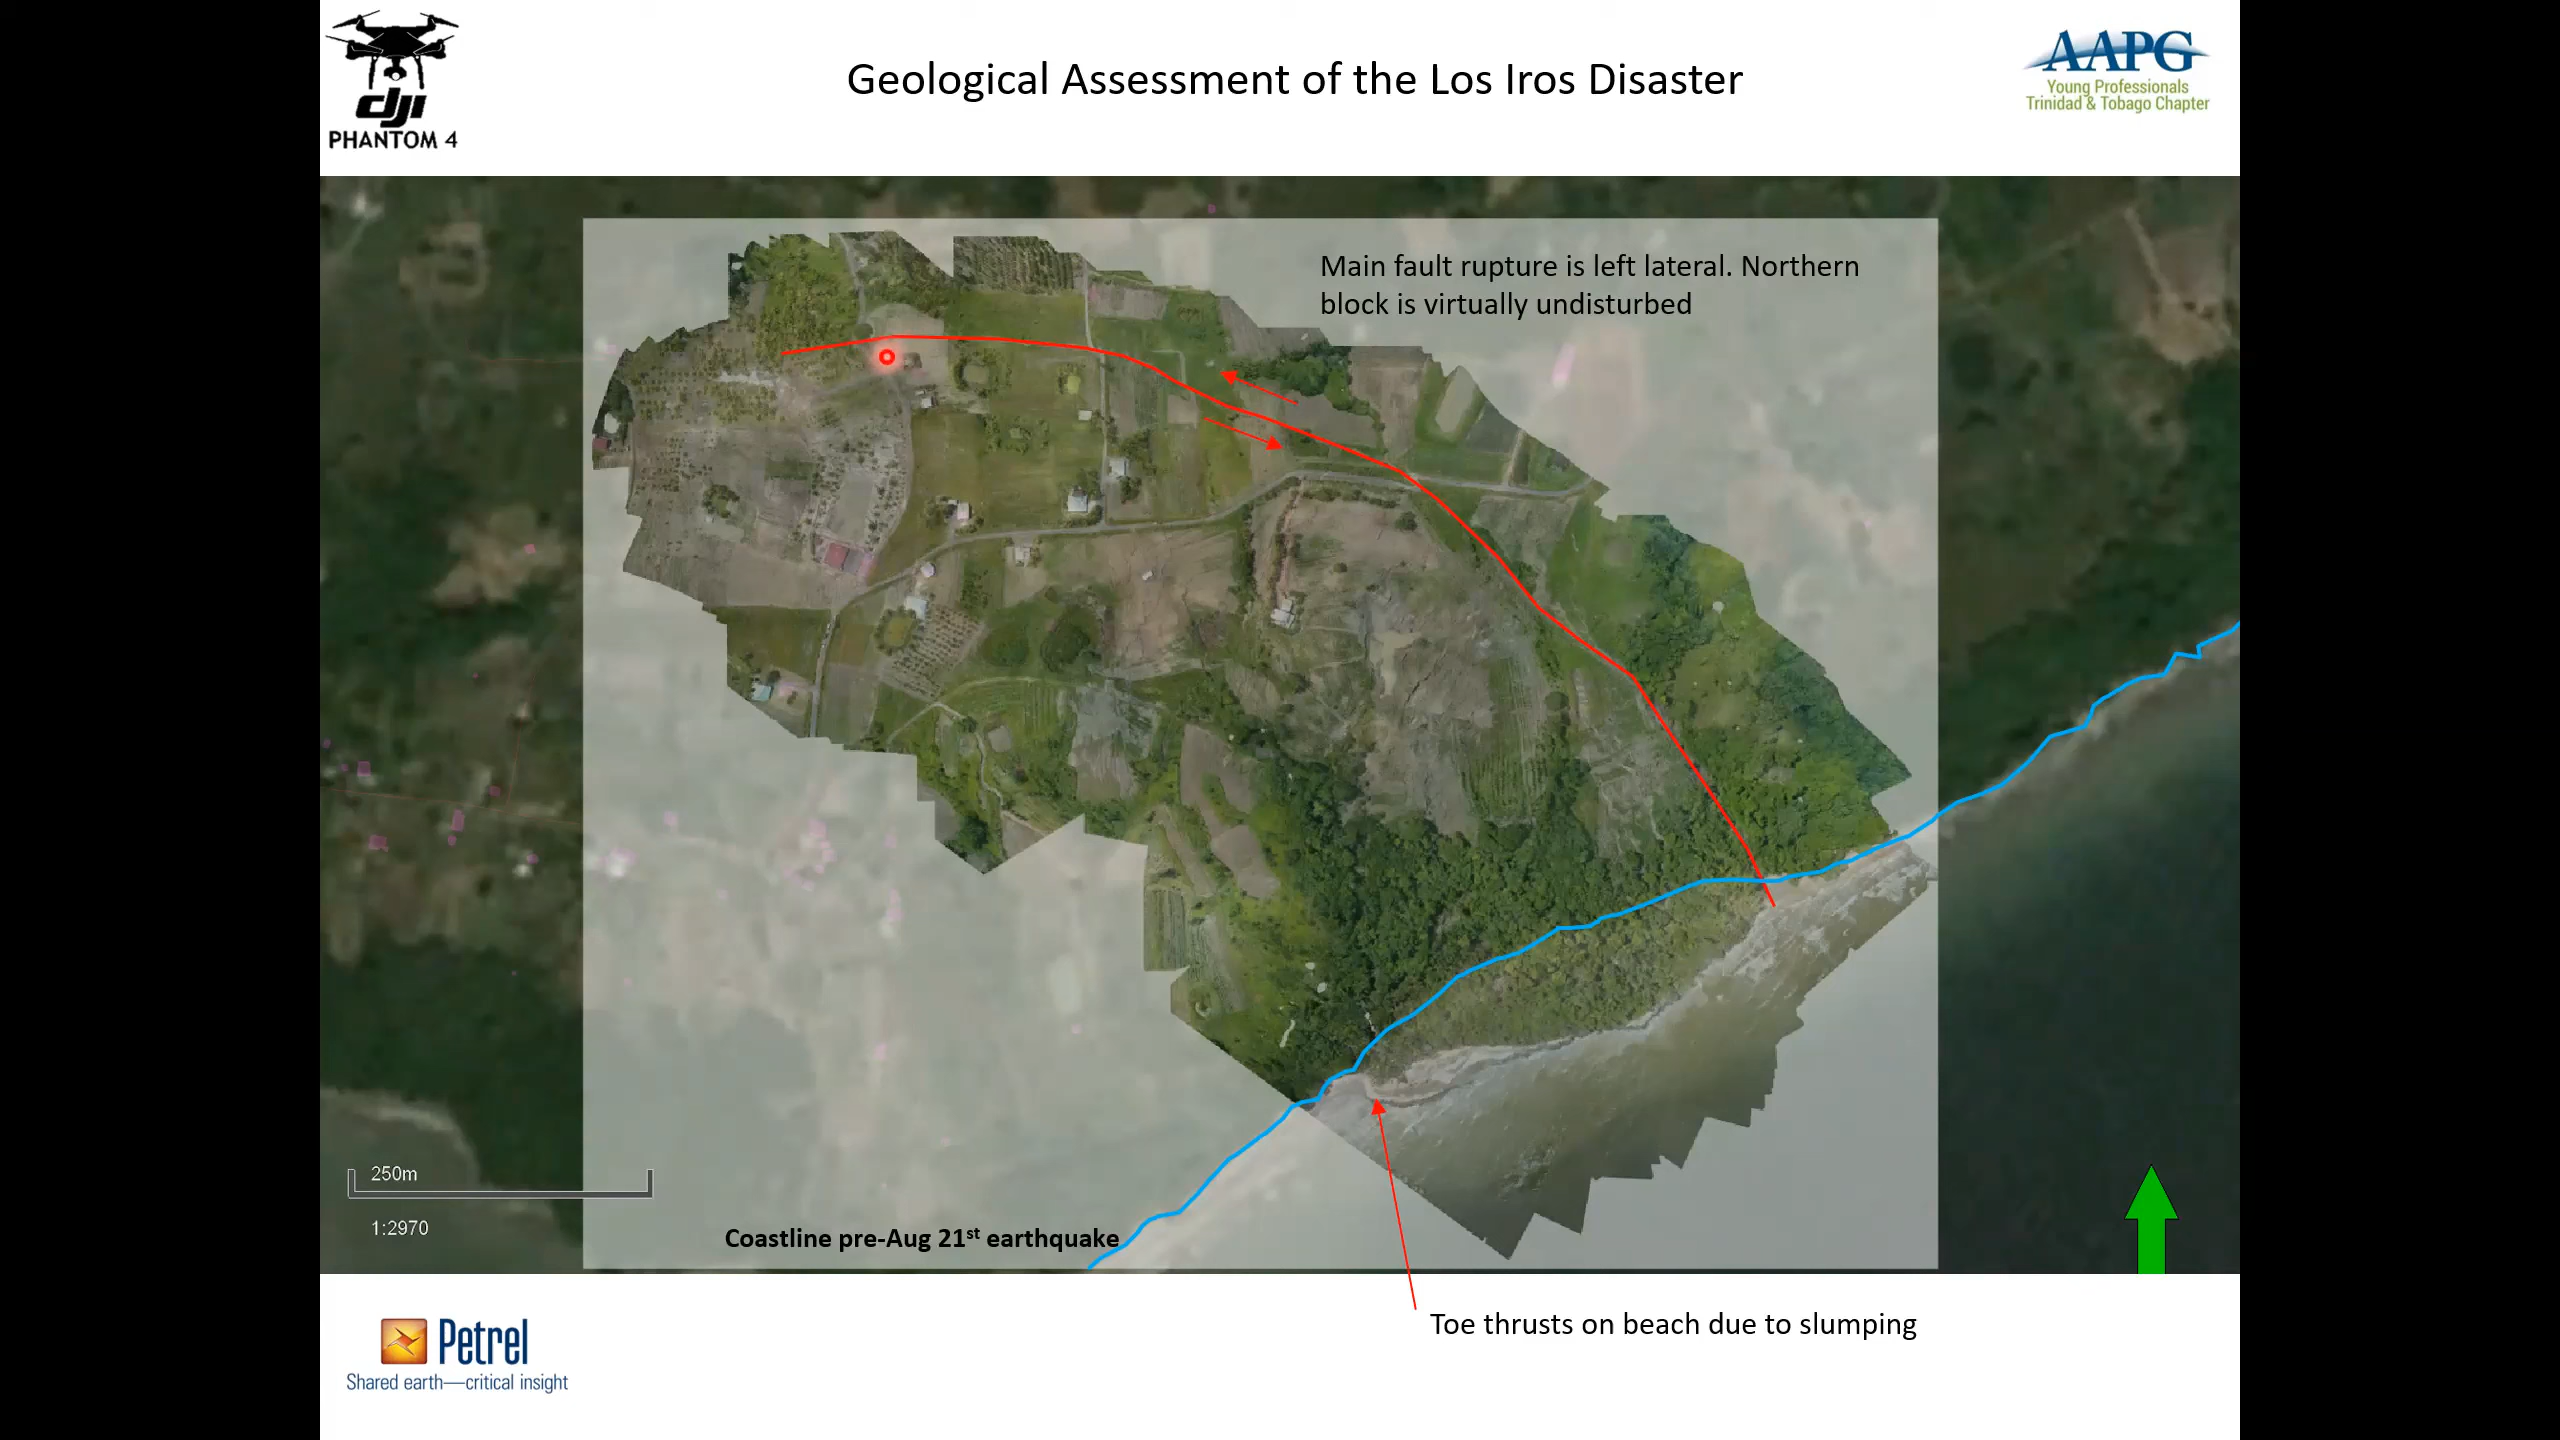 dji
PHANTOM 4
Geological Assessment of the Los Iros Disaster
AAPG
Young Professionals
Trinidad & Tobago Chapter
Main fault rupture is left lateral. Northern
block is virtually undisturbed
250m
1:2970
Coastline pre-Aug 21st earthquake
Toe thrusts on beach due to slumping
Petrel
Shared earth—critical insight